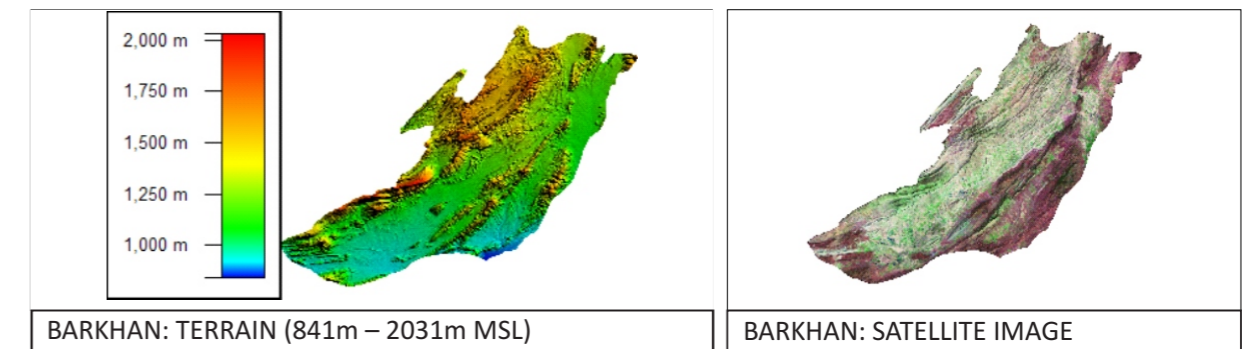 2,000 m
1,750 m
1,500 m
1,250 m
1,000 m
BARKHAN: TERRAIN (841m – 2031m MSL)
BARKHAN: SATELLITE IMAGE